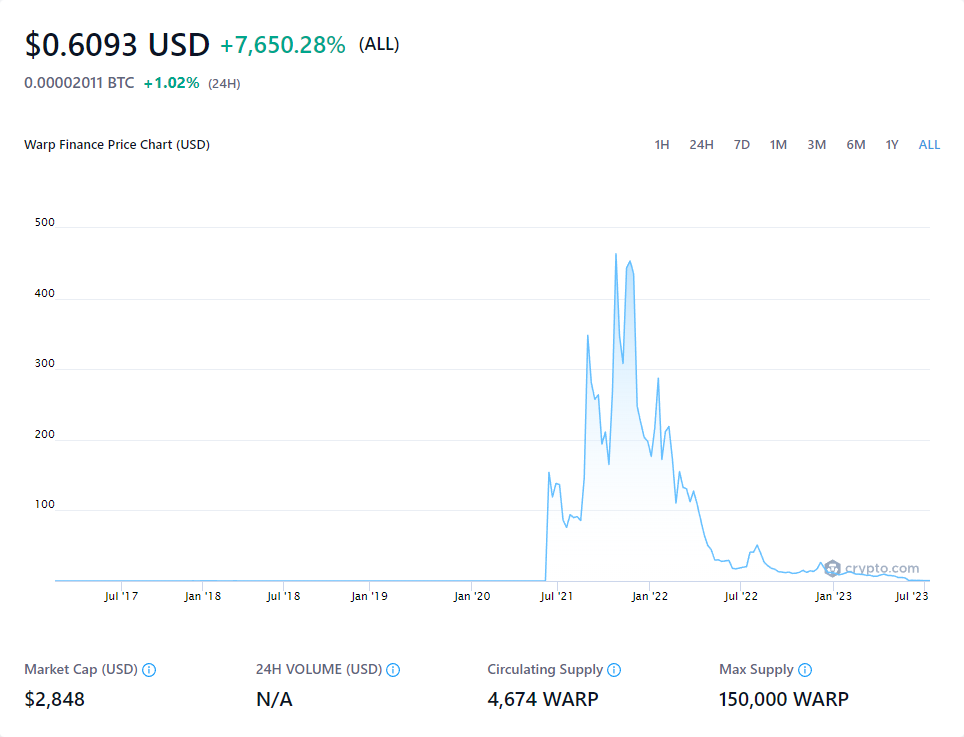 $0.6093 USD +7,650.28% (ALL)
0.00002011 BTC +1.02% (24H)
Warp Finance Price Chart (USD) 1H 24H 7D 1M 3M 6M 1Y ALL
500
400
300
200
100
crypto.com
Jul '17 Jan '18 Jul '18 Jan '19 Jan '20 Jul '21 Jan '22 Jul '22 Jan '23 Jul '23
Market Cap (USD) 24H VOLUME (USD) Circulating Supply Max Supply
$2,848 N/A 4,674 WARP 150,000 WARP